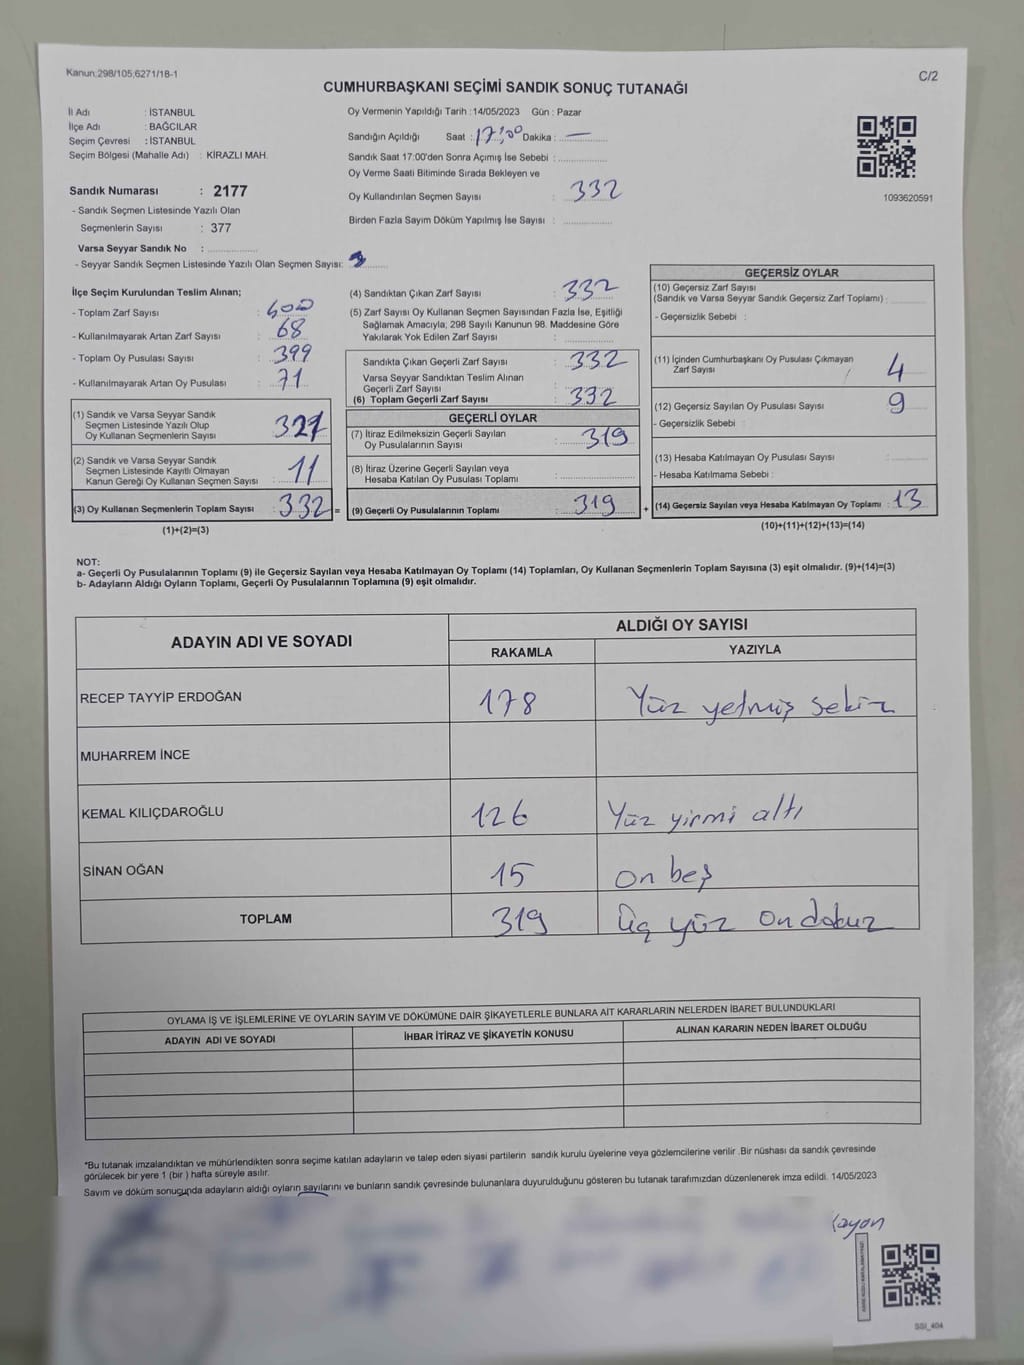 Kanun:298/105,6271/18-1
C/2
CUMHURBAŞKANI SEÇİMİ SANDIK SONUÇ TUTANAĞI
İl Adı : İSTANBUL
İlçe Adı : BAĞCILAR
Seçim Çevresi : İSTANBUL
Seçim Bölgesi (Mahalle Adı) : KİRAZLI MAH.
Oy Vermenin Yapıldığı Tarih :14/05/2023 Gün : Pazar
Sandığın Açıldığı Saat : 17:00 Dakika : —
Sandık Saat 17:00'den Sonra Açımış İse Sebebi :
Oy Verme Saati Bitiminde Sırada Bekleyen ve
Oy Kullandırılan Seçmen Sayısı : 332
Birden Fazla Sayım Döküm Yapılmış İse Sayısı :
1093620591
Sandık Numarası : 2177
- Sandık Seçmen Listesinde Yazılı Olan
Seçmenlerin Sayısı : 377
Varsa Seyyar Sandık No :
- Seyyar Sandık Seçmen Listesinde Yazılı Olan Seçmen Sayısı:
İlçe Seçim Kurulundan Teslim Alınan;
- Toplam Zarf Sayısı : 400
- Kullanılmayarak Artan Zarf Sayısı : 68
- Toplam Oy Pusulası Sayısı : 399
- Kullanılmayarak Artan Oy Pusulası : 71
(1) Sandık ve Varsa Seyyar Sandık
Seçmen Listesinde Yazılı Olup
Oy Kullanan Seçmenlerin Sayısı : 321
(2) Sandık ve Varsa Seyyar Sandık
Seçmen Listesinde Kayıtlı Olmayan
Kanun Gereği Oy Kullanan Seçmen Sayısı : 11
(3) Oy Kullanan Seçmenlerin Toplam Sayısı : 332 =
(1)+(2)=(3)
(4) Sandıktan Çıkan Zarf Sayısı : 332
(5) Zarf Sayısı Oy Kullanan Seçmen Sayısından Fazla İse, Eşitliği
Sağlamak Amacıyla, 298 Sayılı Kanunun 98. Maddesine Göre
Yakılarak Yok Edilen Zarf Sayısı :
Sandıkta Çıkan Geçerli Zarf Sayısı : 332
Varsa Seyyar Sandıktan Teslim Alınan
Geçerli Zarf Sayısı :
(6) Toplam Geçerli Zarf Sayısı : 332
GEÇERLİ OYLAR
(7) İtiraz Edilmeksizin Geçerli Sayılan
Oy Pusulalarının Sayısı : 319
(8) İtiraz Üzerine Geçerli Sayılan veya
Hesaba Katılan Oy Pusulası Toplamı :
(9) Geçerli Oy Pusulalarının Toplamı : 319 +
GEÇERSİZ OYLAR
(10) Geçersiz Zarf Sayısı
(Sandık ve Varsa Seyyar Sandık Geçersiz Zarf Toplamı) :
- Geçersizlik Sebebi :
(11) İçinden Cumhurbaşkanı Oy Pusulası Çıkmayan
Zarf Sayısı : 4
(12) Geçersiz Sayılan Oy Pusulası Sayısı : 9
- Geçersizlik Sebebi :
(13) Hesaba Katılmayan Oy Pusulası Sayısı :
- Hesaba Katılmama Sebebi :
(14) Geçersiz Sayılan veya Hesaba Katılmayan Oy Toplamı : 13
(10)+(11)+(12)+(13)=(14)
NOT:
a- Geçerli Oy Pusulalarının Toplamı (9) ile Geçersiz Sayılan veya Hesaba Katılmayan Oy Toplamı (14) Toplamları, Oy Kullanan Seçmenlerin Toplam Sayısına (3) eşit olmalıdır. (9)+(14)=(3)
b- Adayların Aldığı Oyların Toplamı, Geçerli Oy Pusulalarının Toplamına (9) eşit olmalıdır.
ADAYIN ADI VE SOYADI
ALDIĞI OY SAYISI
RAKAMLA YAZIYLA
RECEP TAYYİP ERDOĞAN 178 Yüz yetmiş sekiz
MUHARREM İNCE
KEMAL KILIÇDAROĞLU 126 Yüz yirmi altı
SİNAN OĞAN 15 on beş
TOPLAM 319 Üç yüz on dokuz
OYLAMA İŞ VE İŞLEMLERİNE VE OYLARIN SAYIM VE DÖKÜMÜNE DAİR ŞİKAYETLERLE BUNLARA AİT KARARLARIN NELERDEN İBARET BULUNDUKLARI
ADAYIN ADI VE SOYADI İHBAR İTİRAZ VE ŞİKAYETİN KONUSU ALINAN KARARIN NEDEN İBARET OLDUĞU
*Bu tutanak imzalandıktan ve mühürlendikten sonra seçime katılan adayların ve talep eden siyasi partilerin sandık kurulu üyelerine veya gözlemcilerine verilir .Bir nüshası da sandık çevresinde
görülecek bir yere 1 (bir ) hafta süreyle asılır.
Sayım ve döküm sonucunda adayların aldığı oyların sayılarını ve bunların sandık çevresinde bulunanlara duyurulduğunu gösteren bu tutanak tarafımızdan düzenlenerek imza edildi. 14/05/2023
SSI_404